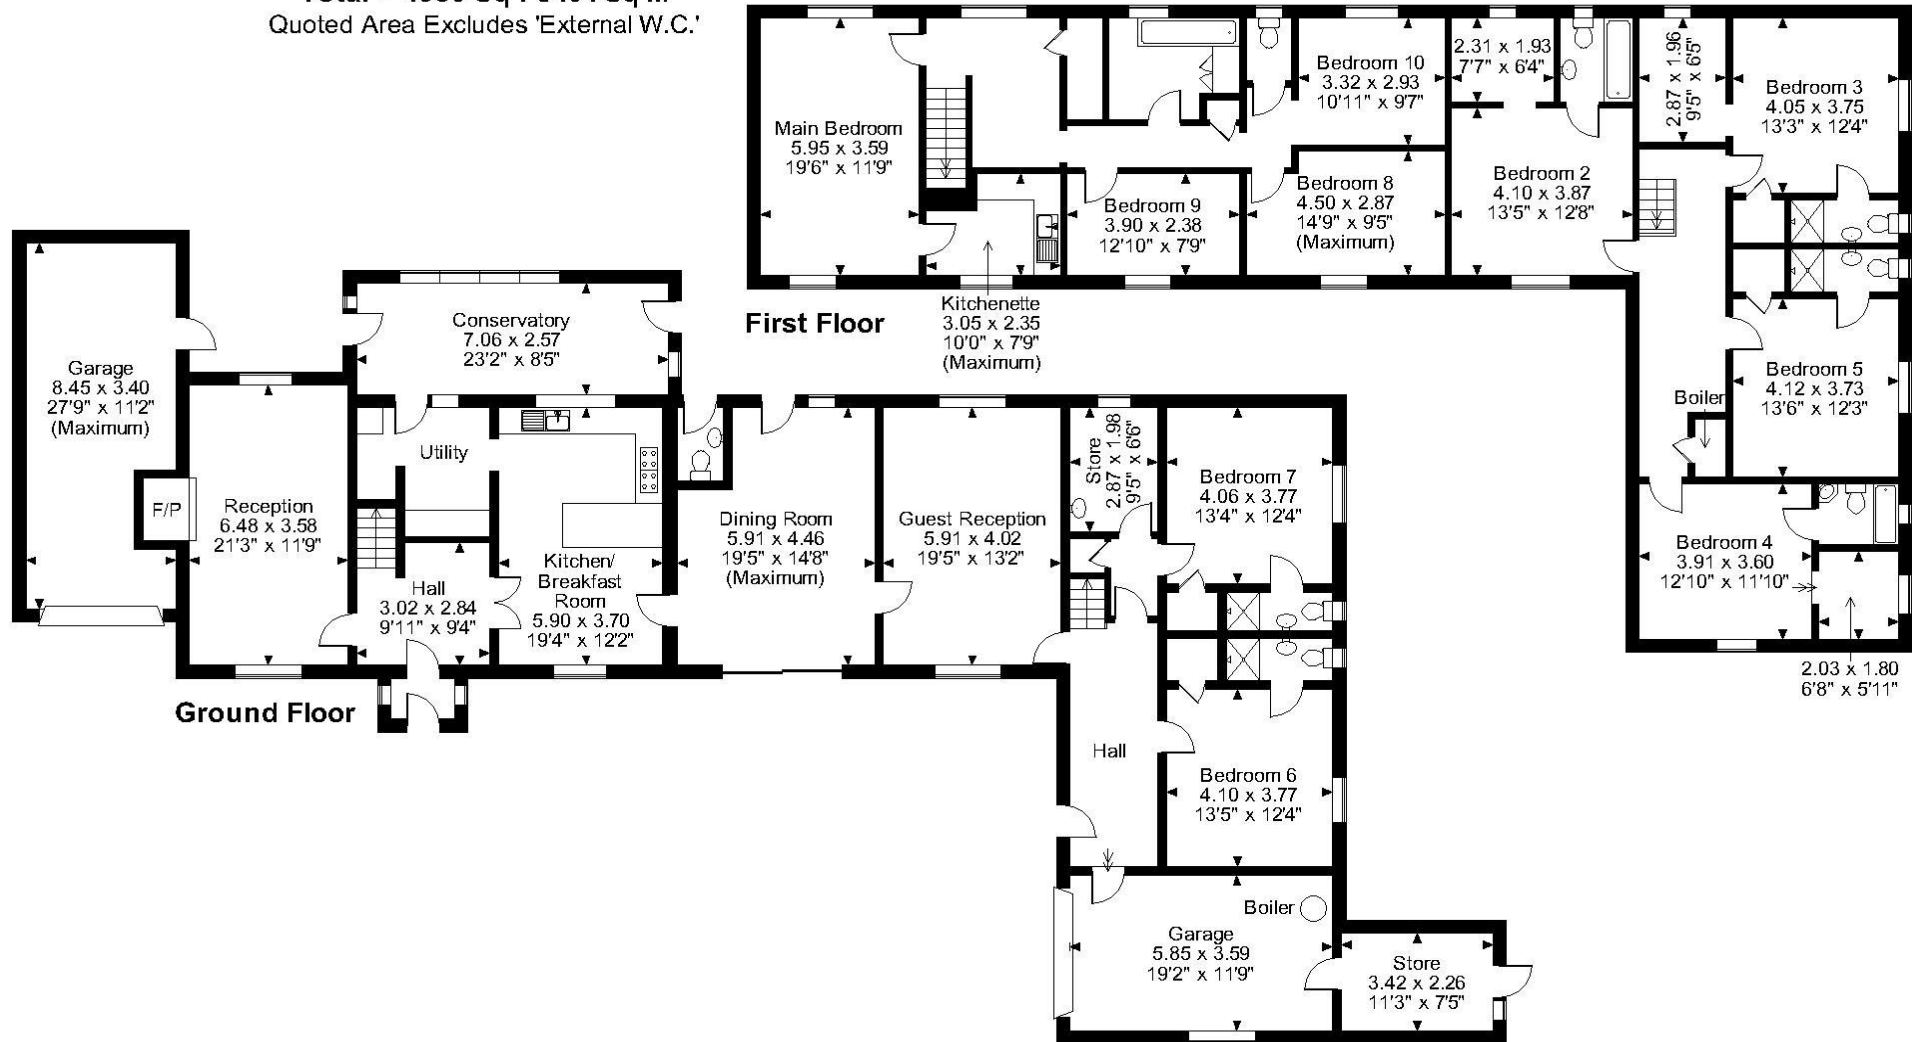 Quoted Area Excludes 'External W.C.'
Main Bedroom
5.95 x 3.59
19'6" x 11'9"
Bedroom 10
3.32 x 2.93
10'11" x 9'7"
2.31 x 1.93
7'7" x 6'4"
2.87 x 1.96
9'5" x 6'5"
Bedroom 3
4.05 x 3.75
13'3" x 12'4"
Bedroom 9
3.90 x 2.38
12'10" x 7'9"
Bedroom 8
4.50 x 2.87
14'9" x 9'5"
(Maximum)
Bedroom 2
4.10 x 3.87
13'5" x 12'8"
Kitchenette
3.05 x 2.35
10'0" x 7'9"
(Maximum)
First Floor
Bedroom 5
4.12 x 3.73
13'6" x 12'3"
Boiler
Bedroom 4
3.91 x 3.60
12'10" x 11'10"
2.03 x 1.80
6'8" x 5'11"
Garage
8.45 x 3.40
27'9" x 11'2"
(Maximum)
Conservatory
7.06 x 2.57
23'2" x 8'5"
F/P
Reception
6.48 x 3.58
21'3" x 11'9"
Utility
Hall
3.02 x 2.84
9'11" x 9'4"
Kitchen/
Breakfast
Room
5.90 x 3.70
19'4" x 12'2"
Dining Room
5.91 x 4.46
19'5" x 14'8"
(Maximum)
Guest Reception
5.91 x 4.02
19'5" x 13'2"
Store
2.87 x 1.98
9'5" x 6'6"
Bedroom 7
4.06 x 3.77
13'4" x 12'4"
Ground Floor
Hall
Bedroom 6
4.10 x 3.77
13'5" x 12'4"
Boiler
Garage
5.85 x 3.59
19'2" x 11'9"
Store
3.42 x 2.26
11'3" x 7'5"